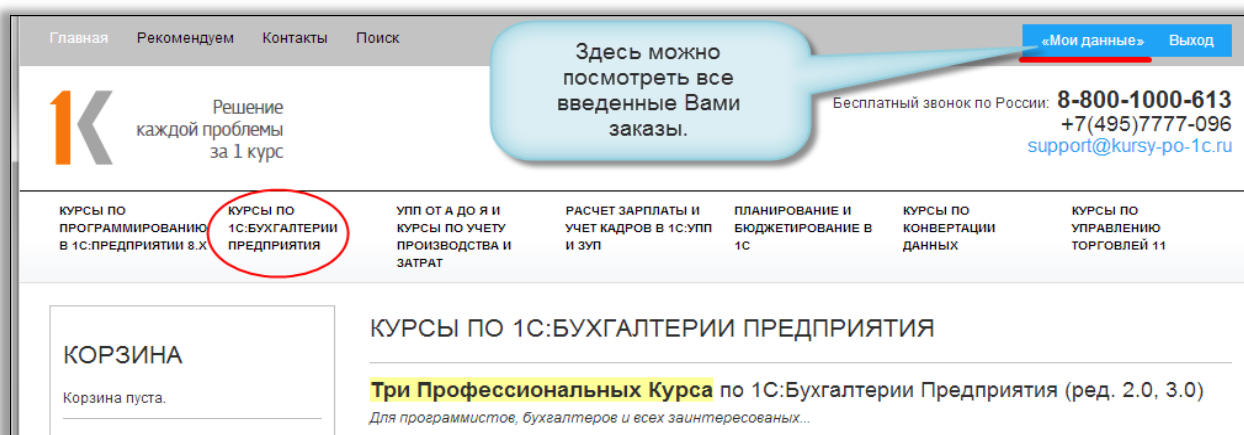 Главная Рекомендуем Контакты Поиск
«Мои данные» Выход
Здесь можно
посмотреть все
введенные Вами
заказы.
1К
Решение
каждой проблемы
за 1 курс
Бесплатный звонок по России: 8-800-1000-613
+7(495)7777-096
support@kursy-po-1c.ru
КУРСЫ ПО
ПРОГРАММИРОВАНИЮ
В 1С:ПРЕДПРИЯТИИ 8.X
КУРСЫ ПО
1С:БУХГАЛТЕРИИ
ПРЕДПРИЯТИЯ
УПП ОТ А ДО Я И
КУРСЫ ПО УЧЕТУ
ПРОИЗВОДСТВА И
ЗАТРАТ
РАСЧЕТ ЗАРПЛАТЫ И
УЧЕТ КАДРОВ В 1С:УПП
И ЗУП
ПЛАНИРОВАНИЕ И
БЮДЖЕТИРОВАНИЕ В
1С
КУРСЫ ПО
КОНВЕРТАЦИИ
ДАННЫХ
КУРСЫ ПО
УПРАВЛЕНИЮ
ТОРГОВЛЕЙ 11
КОРЗИНА
Корзина пуста.
КУРСЫ ПО 1С:БУХГАЛТЕРИИ ПРЕДПРИЯТИЯ
Три Профессиональных Курса по 1С:Бухгалтерии Предприятия (ред. 2.0, 3.0)
Для программистов, бухгалтеров и всех заинтересованых...